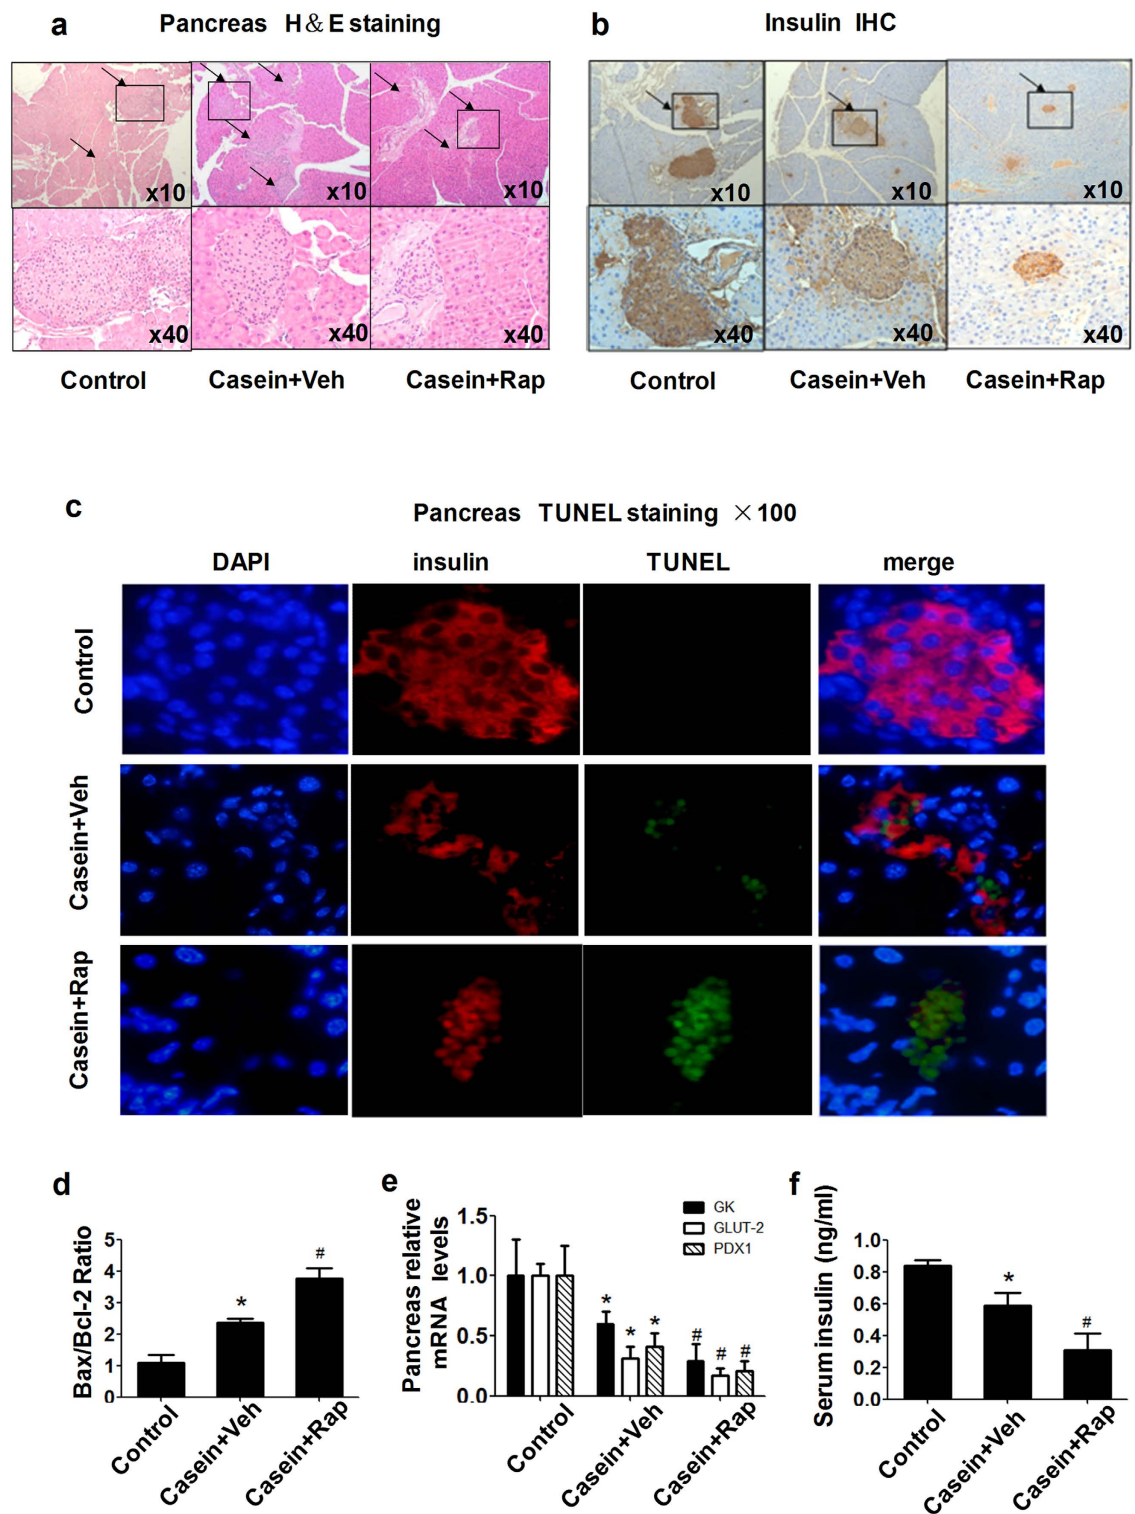 a Pancreas H&E staining
x10 x10 x10
x40 x40 x40
Control Casein+Veh Casein+Rap
b Insulin IHC
x10 x10 x10
x40 x40 x40
Control Casein+Veh Casein+Rap
c
Pancreas TUNEL staining ×100
DAPI insulin TUNEL merge
Control
Casein+Veh
Casein+Rap
d
Bax/Bcl-2 Ratio
5
4
3
2
1
0
*
#
Control
Casein+Veh
Casein+Rap
e
Pancreas relative
mRNA levels
1.5
1.0
0.5
0.0
GK
GLUT-2
PDX1
* * *
# # #
Control
Casein+Veh
Casein+Rap
f
Serum insulin (ng/ml)
1.0
0.8
0.6
0.4
0.2
0.0
*
#
Control
Casein+Veh
Casein+Rap